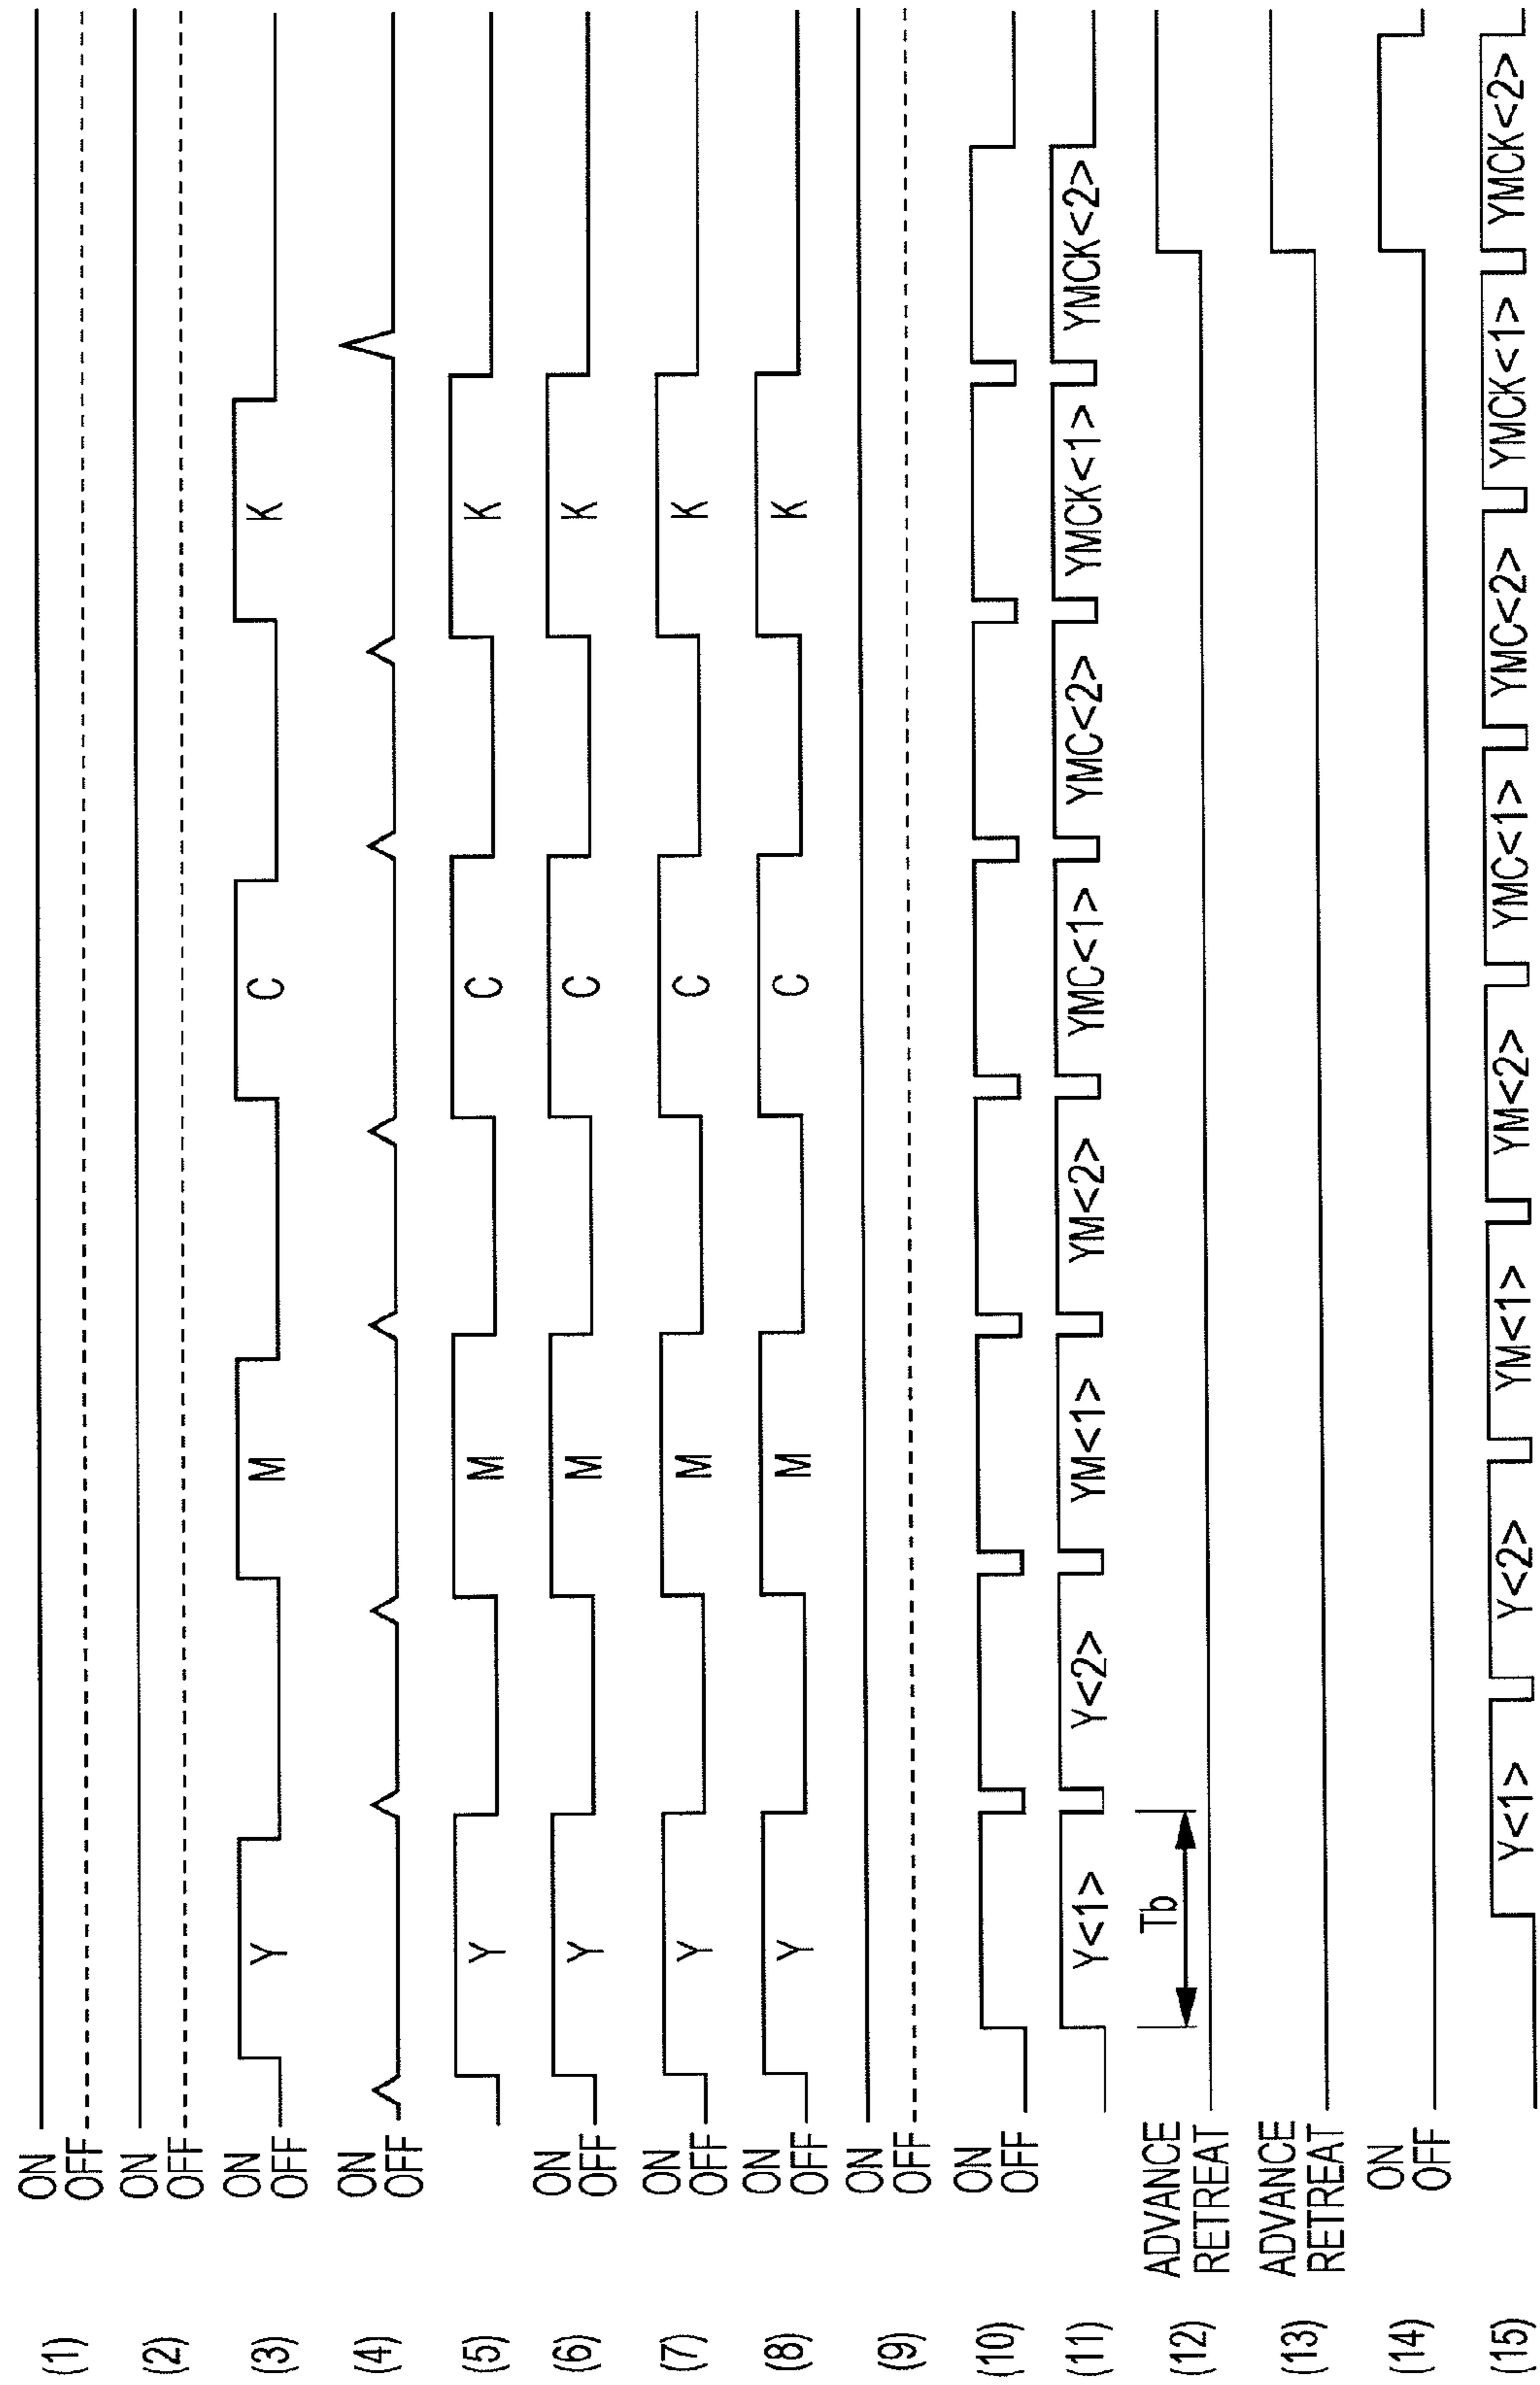 (1) ON
OFF
(2) ON
OFF
(3) ON
OFF Y M C K
(4) ON
OFF
(5) Y M C K
(6) ON
OFF Y M C K
(7) ON
OFF Y M C K
(8) ON
OFF Y M C K
(9) ON
OFF
(10) ON
OFF
(11) Y<1> Y<2> YM<1> YM<2> YMC<1> YMC<2> YMCK<1> YMCK<2>
Tb
(12) ADVANCE
RETREAT
(13) ADVANCE
RETREAT
(14) ON
OFF
(15) Y<1> Y<2> YM<1> YM<2> YMC<1> YMC<2> YMCK<1> YMCK<2>